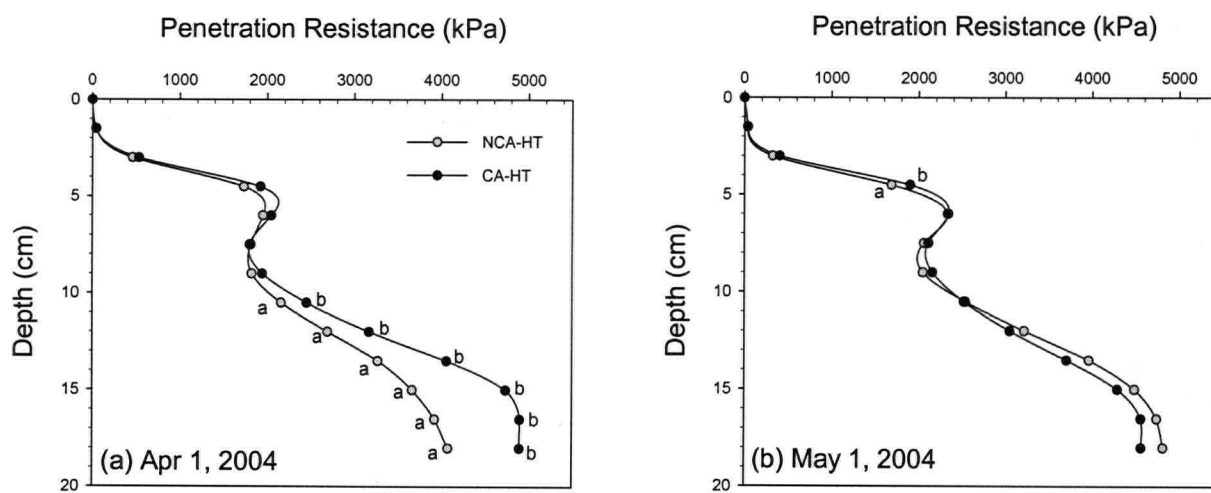 Penetration Resistance (kPa)
0 1000 2000 3000 4000 5000
0
5
10
15
20
Depth (cm)
NCA-HT
CA-HT
a b
a b
a b
a b
a b
a b
(a) Apr 1, 2004
Penetration Resistance (kPa)
0 1000 2000 3000 4000 5000
0
5
10
15
20
Depth (cm)
b
a
(b) May 1, 2004